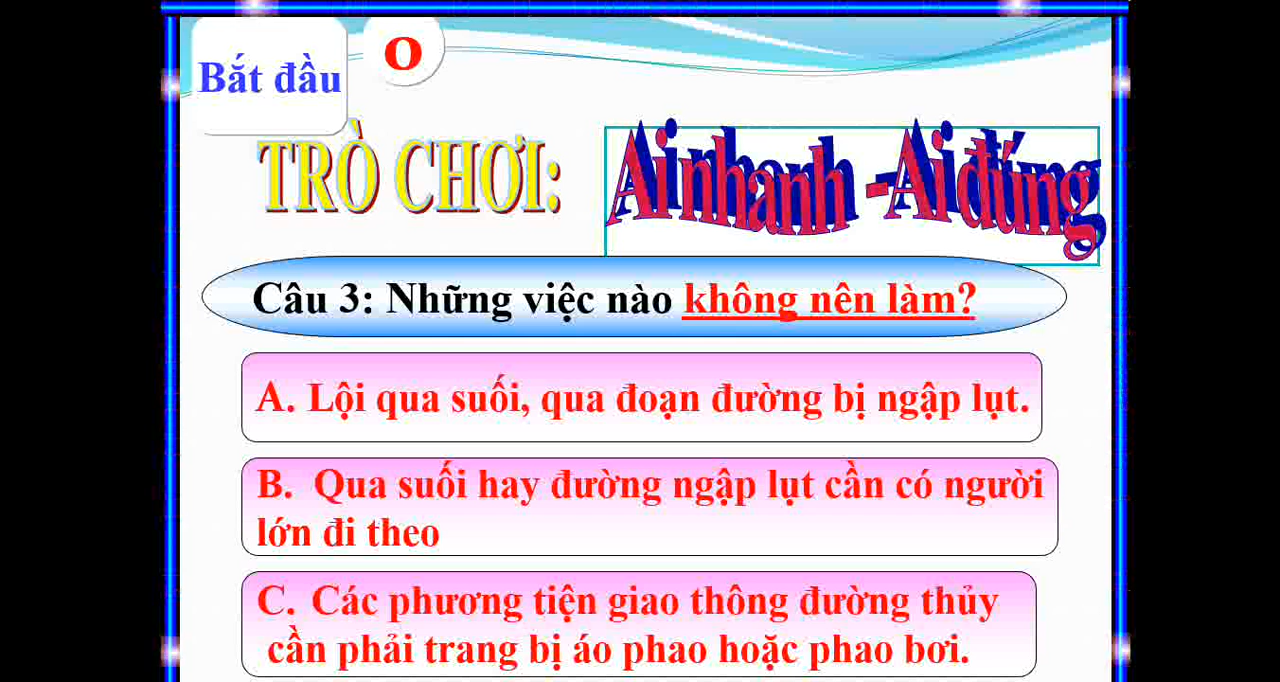 Bắt đầu
O
TRÒ CHƠI:
Ai nhanh - Ai đúng
Câu 3: Những việc nào không nên làm?
A. Lội qua suối, qua đoạn đường bị ngập lụt.
B. Qua suối hay đường ngập lụt cần có người
lớn đi theo
C. Các phương tiện giao thông đường thủy
cần phải trang bị áo phao hoặc phao bơi.